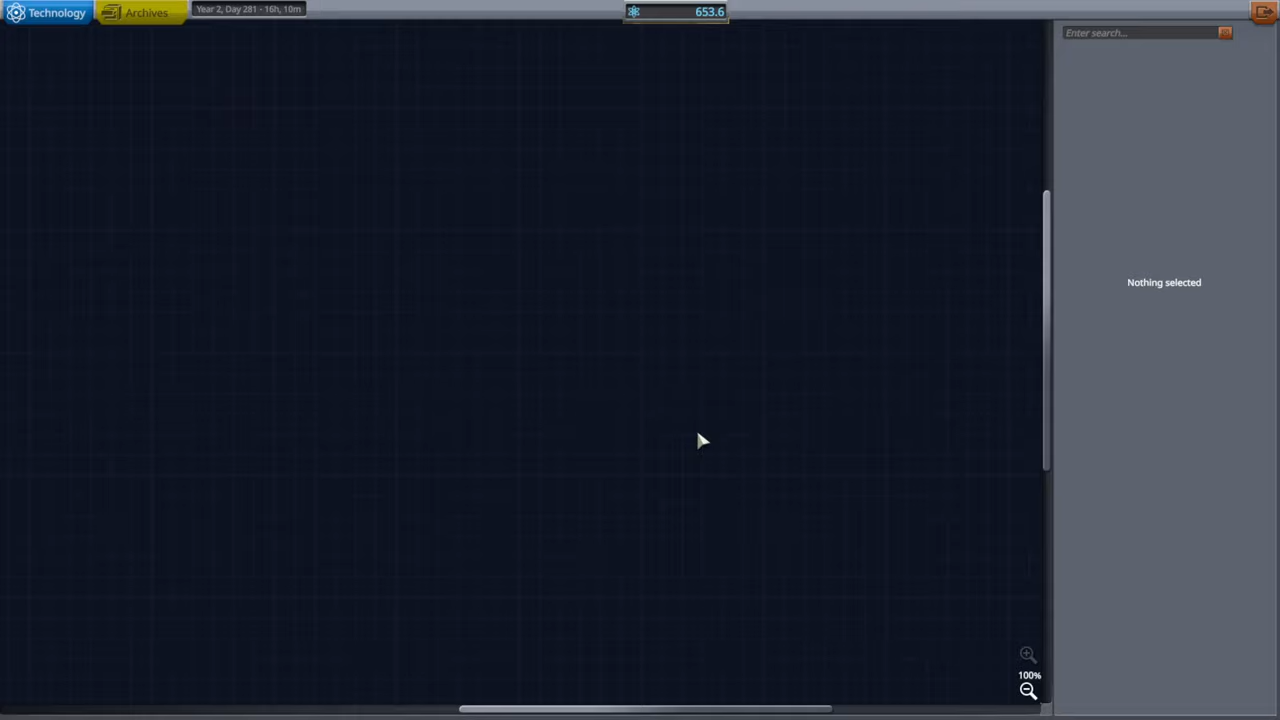 Technology
Archives
Year 2, Day 281 - 16h, 10m
653.6
Enter search...
Nothing selected
100%